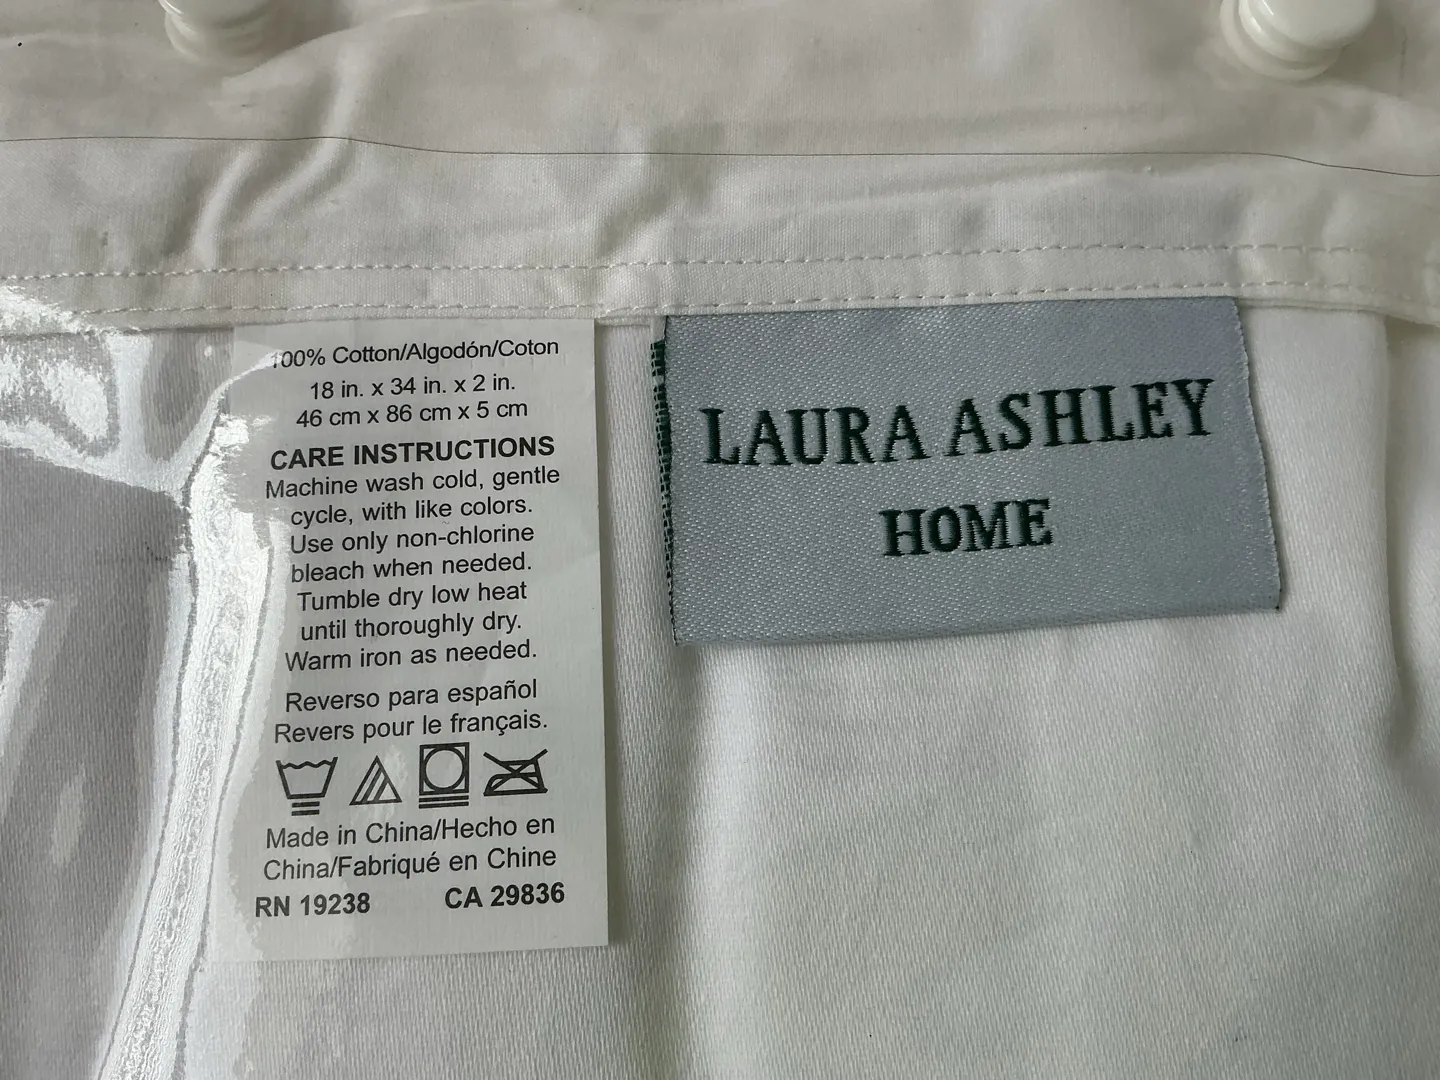 100% Cotton/Algodón/Coton
18 in. x 34 in. x 2 in.
46 cm x 86 cm x 5 cm
CARE INSTRUCTIONS
Machine wash cold, gentle
cycle, with like colors.
Use only non-chlorine
bleach when needed.
Tumble dry low heat
until thoroughly dry.
Warm iron as needed.
Reverso para español
Revers pour le français.
Made in China/Hecho en
China/Fabriqué en Chine
RN 19238 CA 29836
LAURA ASHLEY
HOME